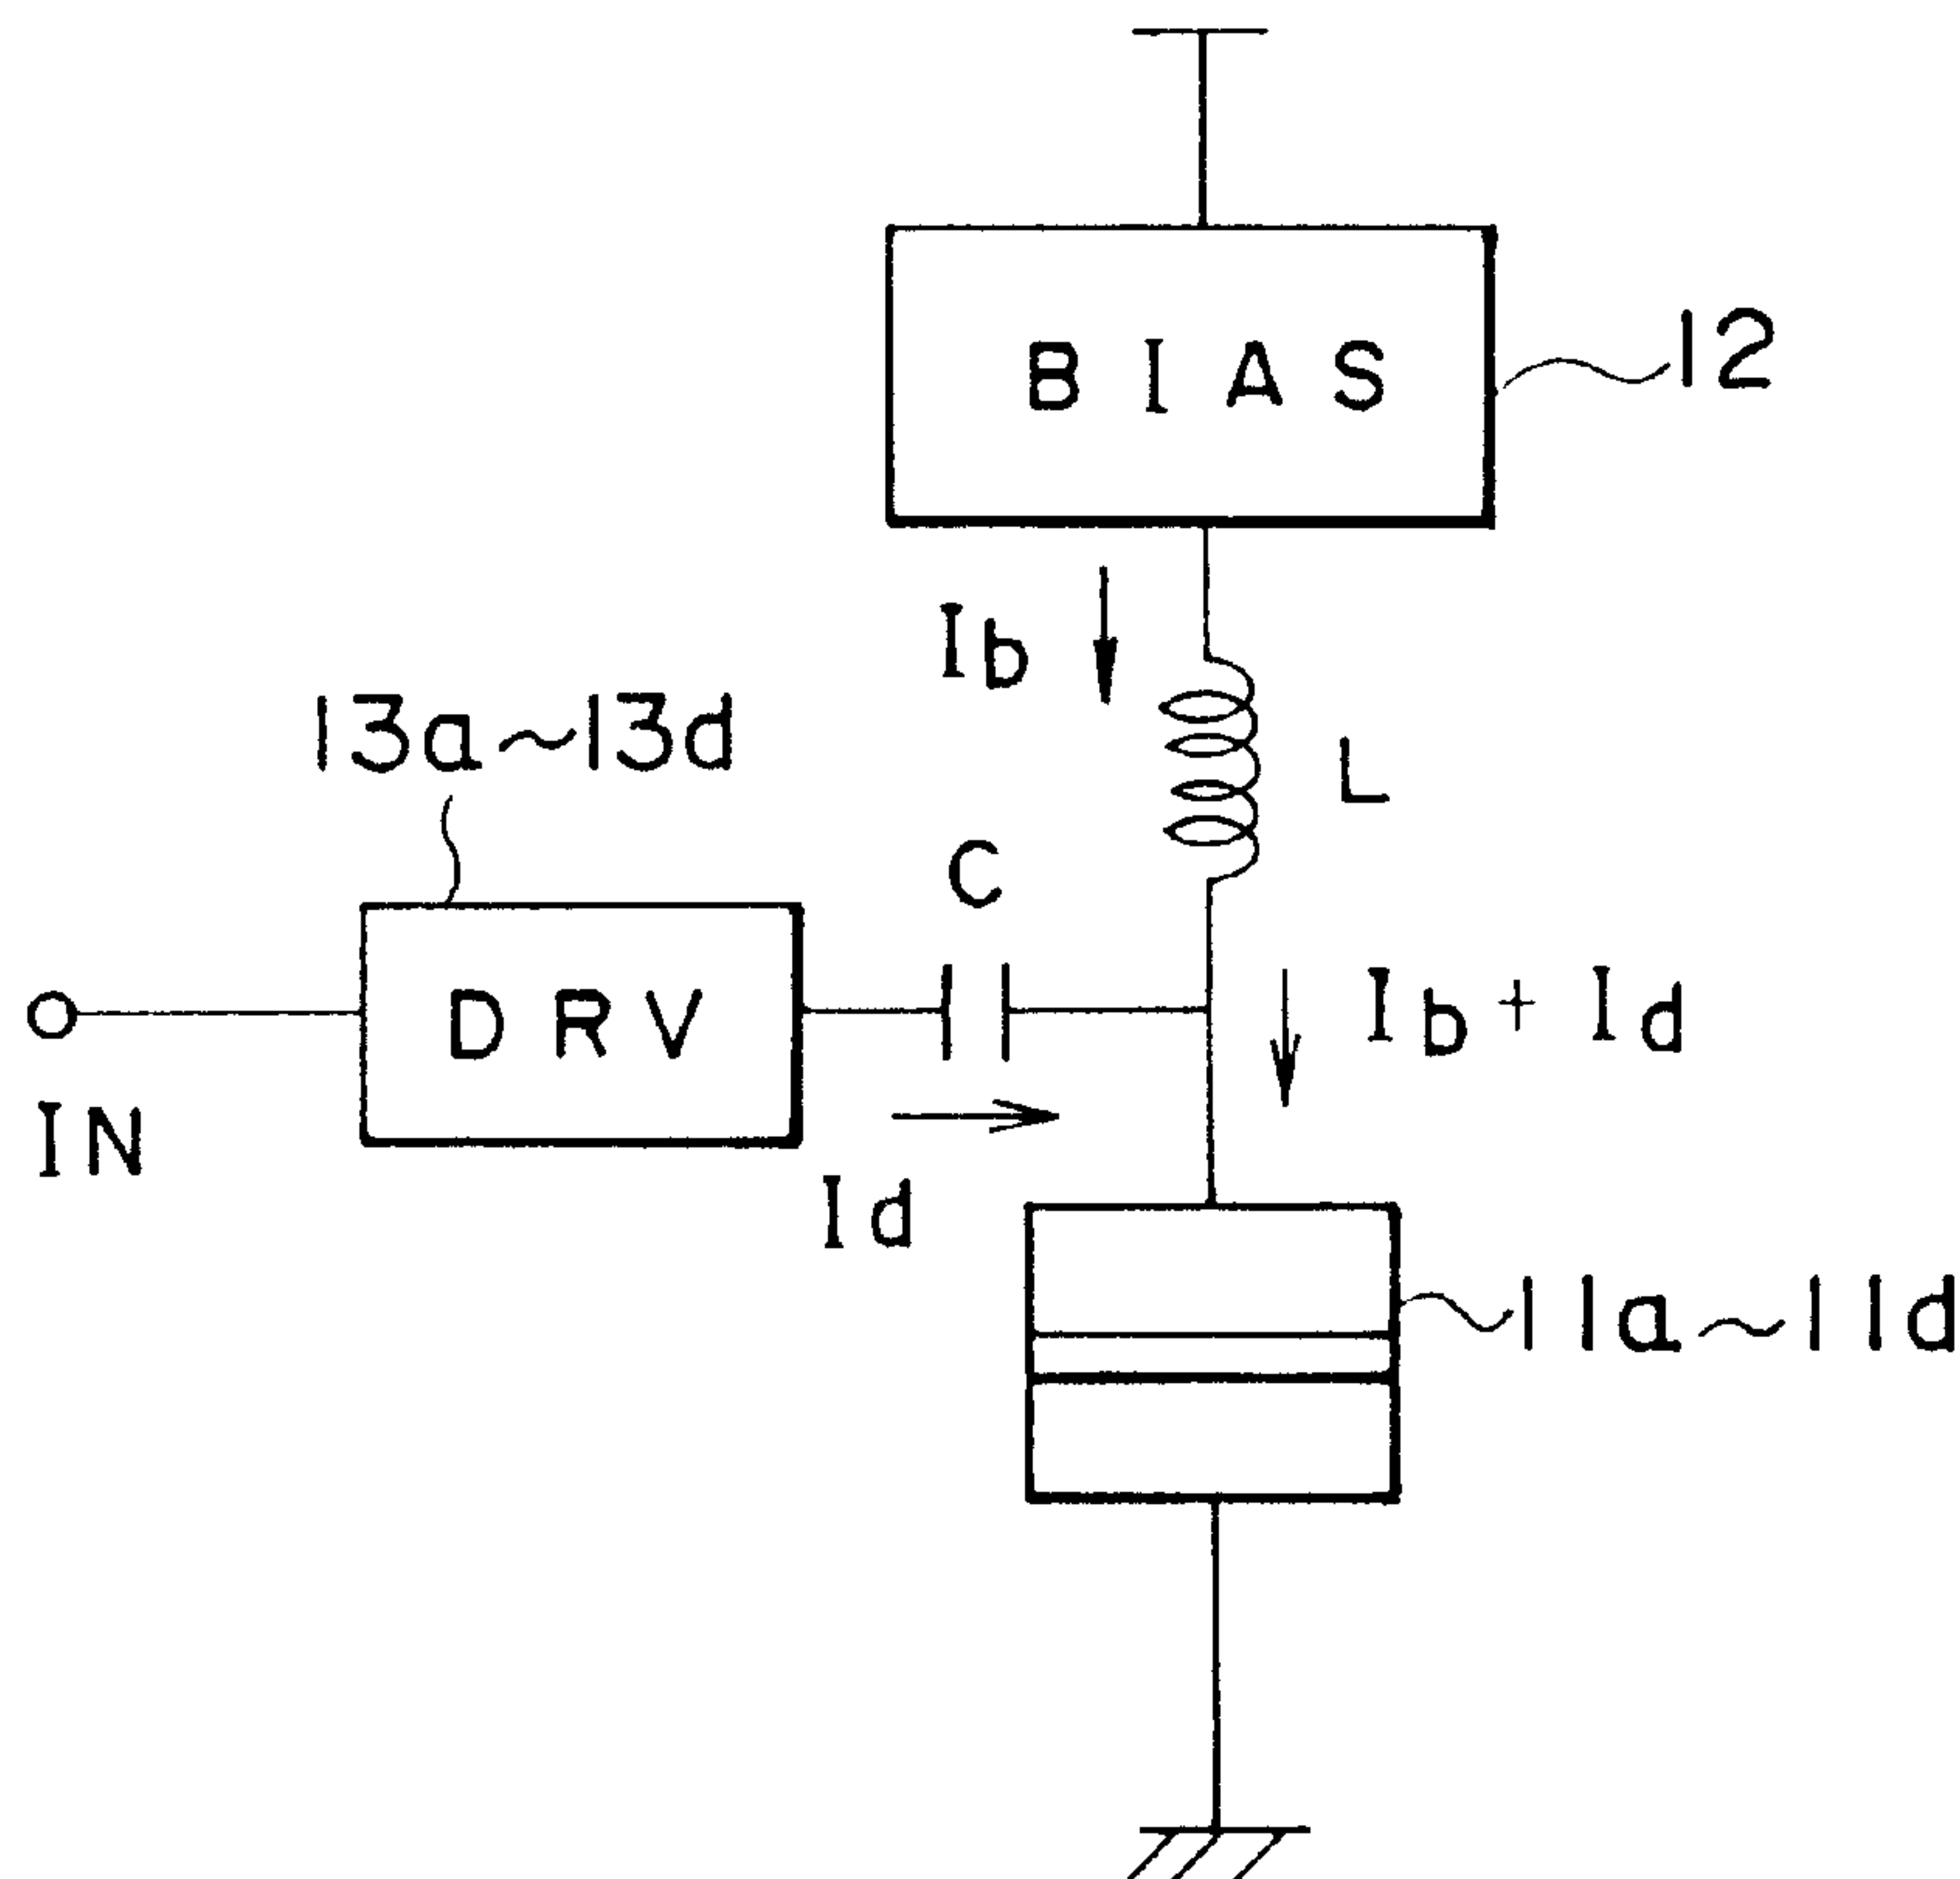 BIAS
12
Ib
13a~13d
L
C
DRV
Ib + Id
IN
Id
11a~11d